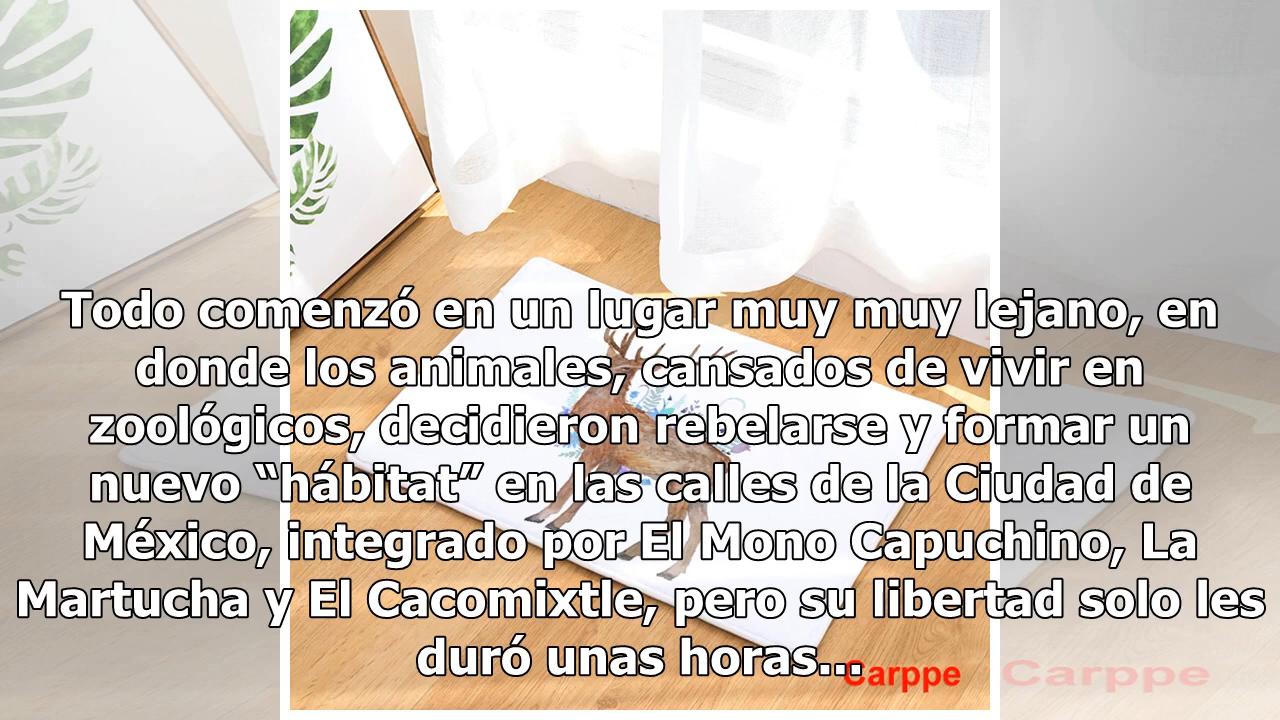 Todo comenzó en un lugar muy muy lejano, en
donde los animales, cansados de vivir en
zoológicos, decidieron rebelarse y formar un
nuevo “hábitat” en las calles de la Ciudad de
México, integrado por El Mono Capuchino, La
Martucha y El Cacomixtle, pero su libertad solo les
duró unas horas...
Carppe
Carppe